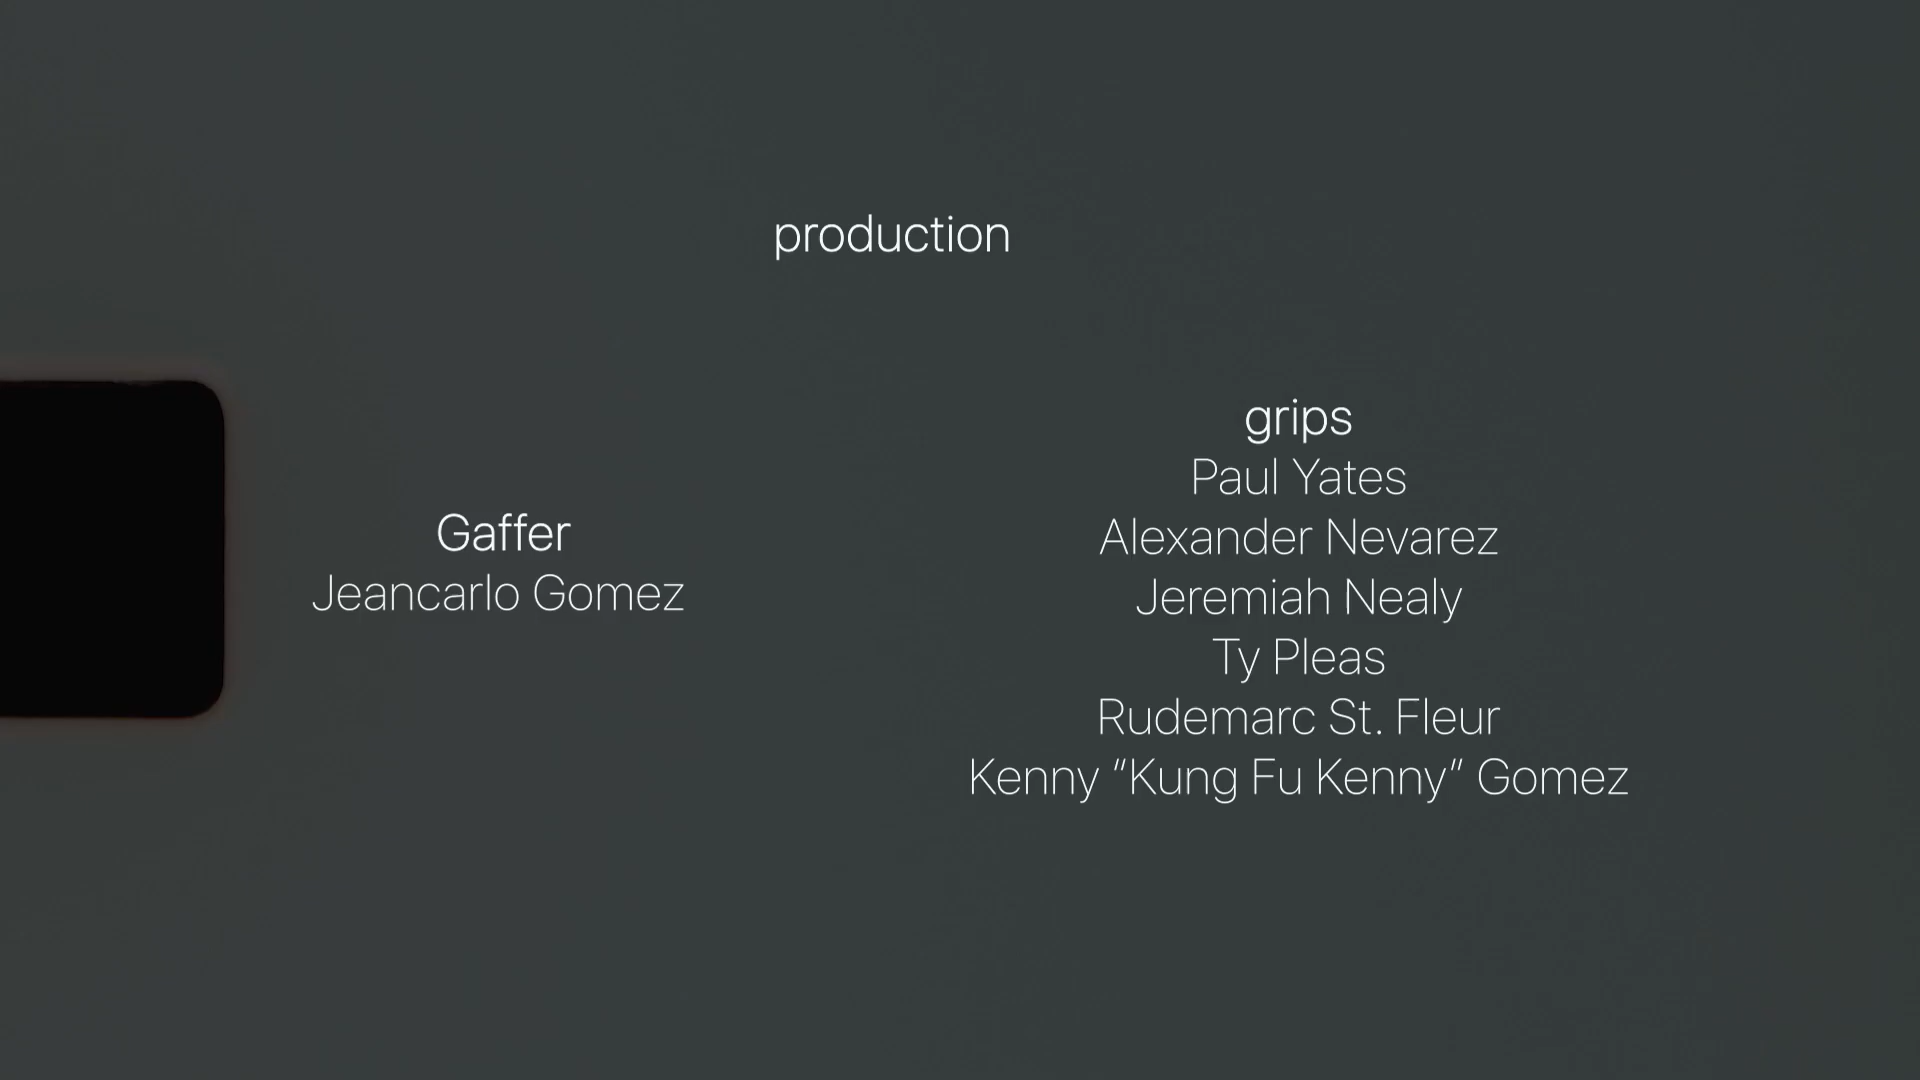 production
Gaffer
Jeancarlo Gomez
grips
Paul Yates
Alexander Nevarez
Jeremiah Nealy
Ty Pleas
Rudemarc St. Fleur
Kenny “Kung Fu Kenny” Gomez